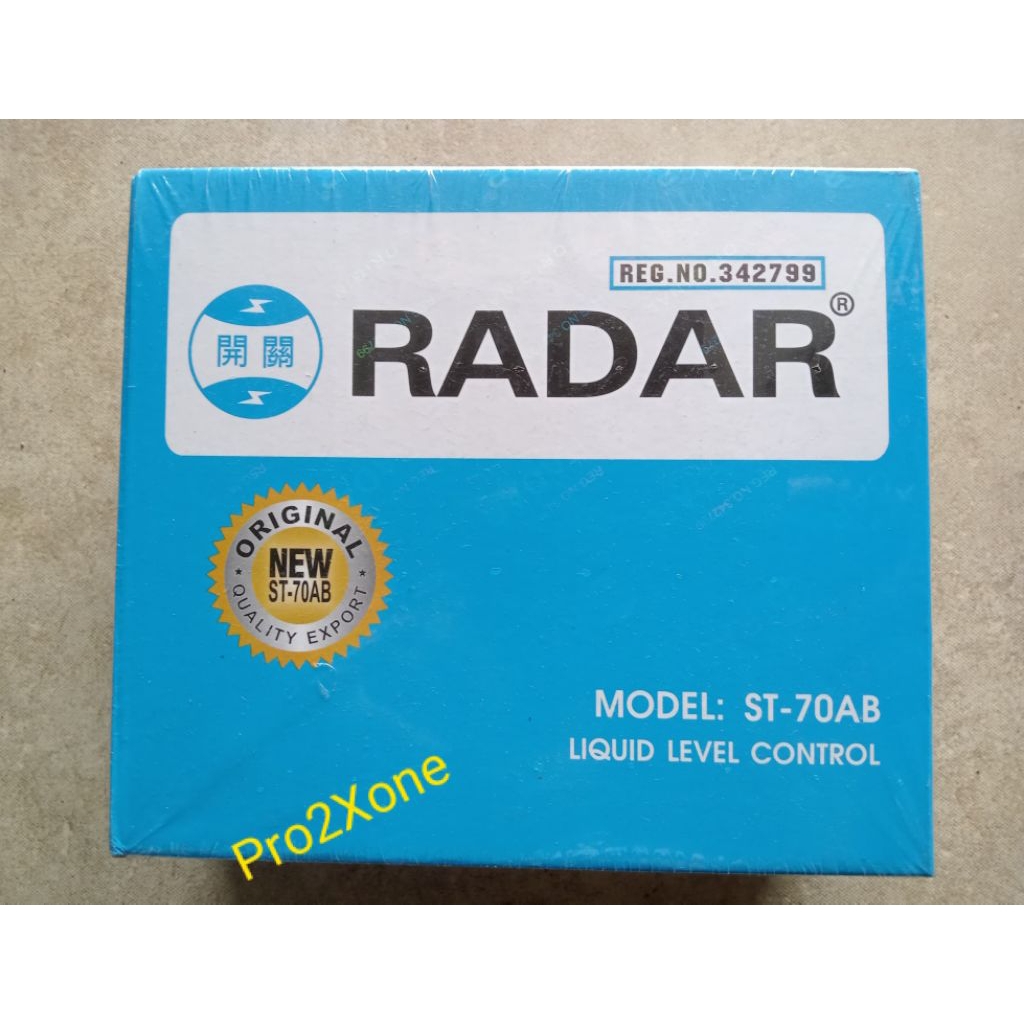 REG.NO.342799
開關
RADAR®
ORIGINAL
NEW
ST-70AB
QUALITY EXPORT
MODEL: ST-70AB
LIQUID LEVEL CONTROL
Pro2Xone